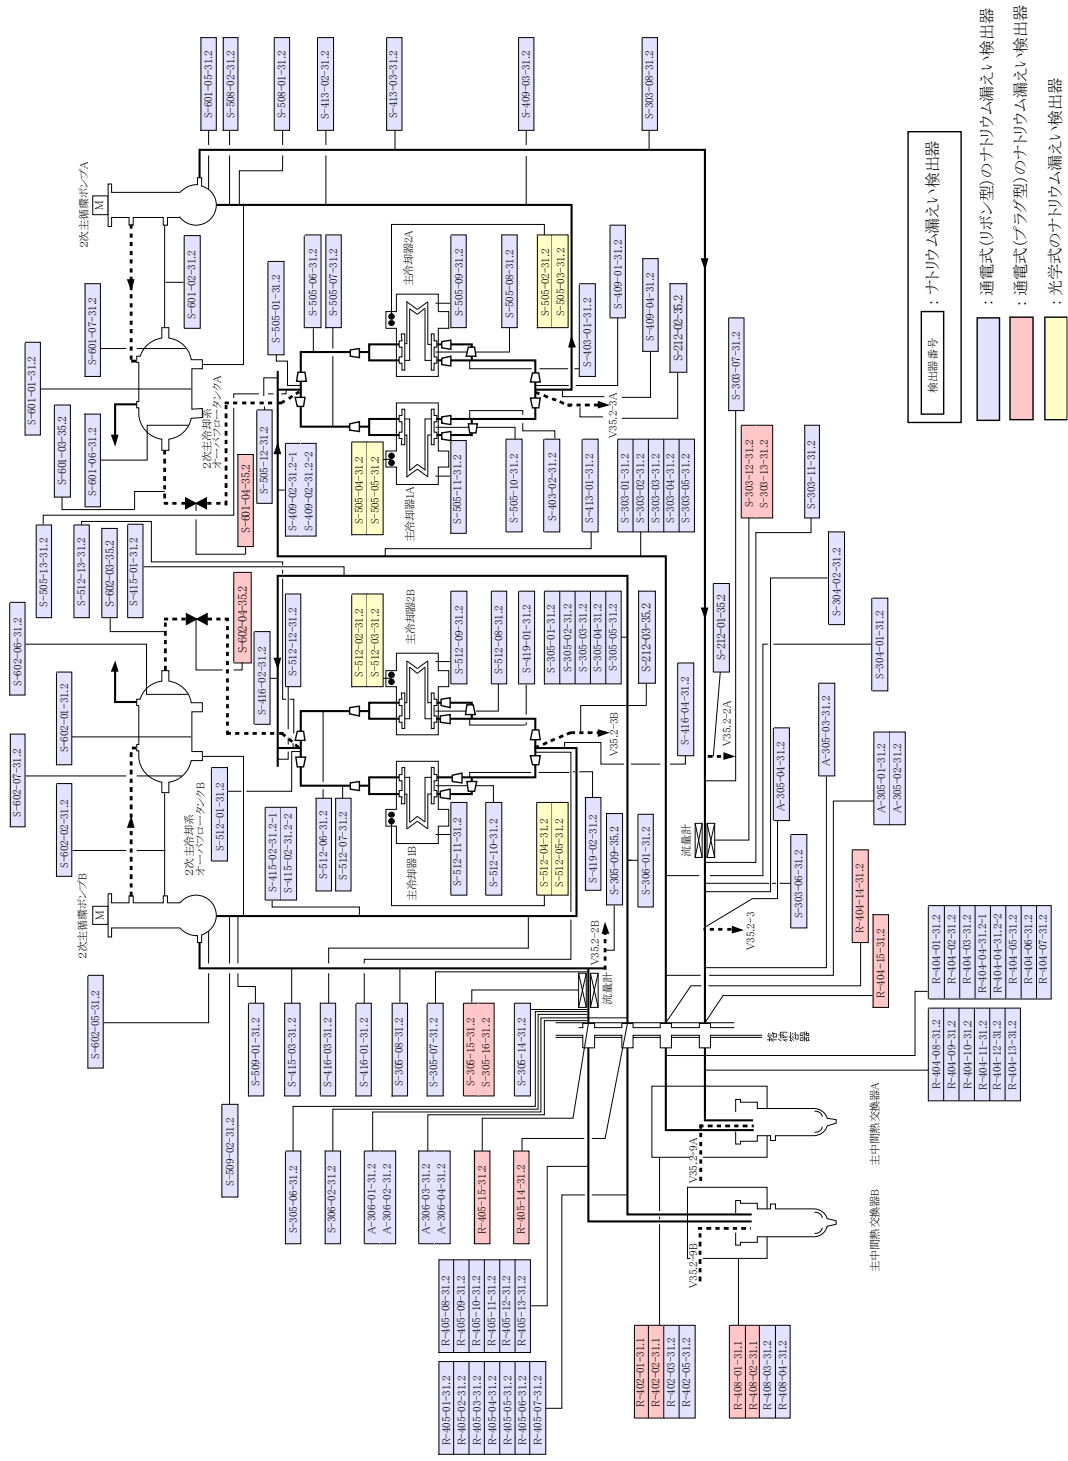 S-601-05-31.2
S-508-02-31.2
S-508-01-31.2
S-413-02-31.2
S-413-03-31.2
S-409-03-31.2
S-303-08-31.2
2次主循環ポンプA
M
S-601-02-31.2
S-601-07-31.2
S-601-01-31.2
S-601-03-35.2
S-601-06-31.2
2次主冷却系
オーバフロータンクA
S-601-04-35.2
S-505-01-31.2
S-505-06-31.2
S-505-07-31.2
主冷却器2A
S-505-09-31.2
S-505-08-31.2
S-505-02-31.2
S-505-03-31.2
S-403-01-31.2
S-409-01-31.2
S-409-04-31.2
S-212-02-35.2
S-303-07-31.2
V35.2-3A
S-505-12-31.2
S-409-02-31.2-1
S-409-02-31.2-2
S-505-04-31.2
S-505-05-31.2
主冷却器1A
S-505-11-31.2
S-505-10-31.2
S-403-02-31.2
S-413-01-31.2
S-303-01-31.2
S-303-02-31.2
S-303-03-31.2
S-303-04-31.2
S-303-05-31.2
S-303-12-31.2
S-303-13-31.2
S-303-11-31.2
S-505-13-31.2
S-512-13-31.2
S-602-03-35.2
S-415-01-31.2
S-602-04-35.2
S-602-06-31.2
S-602-01-31.2
S-602-07-31.2
S-602-02-31.2
2次主冷却系
オーバフロータンクB
S-416-02-31.2
S-512-12-31.2
S-512-02-31.2
S-512-03-31.2
主冷却器2B
S-512-09-31.2
S-512-08-31.2
S-419-01-31.2
S-305-01-31.2
S-305-02-31.2
S-305-03-31.2
S-305-04-31.2
S-305-05-31.2
S-212-03-35.2
S-416-04-31.2
S-212-01-35.2
V35.2-2A
V35.2-3B
S-304-02-31.2
S-304-01-31.2
A-305-03-31.2
A-305-04-31.2
A-305-01-31.2
A-305-02-31.2
S-512-01-31.2
S-415-02-31.2-1
S-415-02-31.2-2
S-512-06-31.2
S-512-07-31.2
主冷却器1B
S-512-11-31.2
S-512-10-31.2
S-512-04-31.2
S-512-05-31.2
S-419-02-31.2
S-305-09-35.2
S-306-01-31.2
流量計
S-303-06-31.2
R-404-14-31.2
R-404-15-31.2
V35.2-2B
V35.2-3
2次主循環ポンプB
M
S-602-05-31.2
S-509-02-31.2
S-509-01-31.2
S-415-03-31.2
S-416-03-31.2
S-416-01-31.2
S-305-08-31.2
S-305-07-31.2
S-305-15-31.2
S-305-16-31.2
S-305-14-31.2
流量計
格納容器
R-404-01-31.2
R-404-02-31.2
R-404-03-31.2
R-404-04-31.2-1
R-404-04-31.2-2
R-404-05-31.2
R-404-06-31.2
R-404-07-31.2
R-404-08-31.2
R-404-09-31.2
R-404-10-31.2
R-404-11-31.2
R-404-12-31.2
R-404-13-31.2
S-305-06-31.2
S-306-02-31.2
A-306-01-31.2
A-306-02-31.2
A-306-03-31.2
A-306-04-31.2
R-405-15-31.2
R-405-14-31.2
V35.2-9A
主中間熱交換器A
V35.2-9B
主中間熱交換器B
R-405-08-31.2
R-405-09-31.2
R-405-10-31.2
R-405-11-31.2
R-405-12-31.2
R-405-13-31.2
R-405-01-31.2
R-405-02-31.2
R-405-03-31.2
R-405-04-31.2
R-405-05-31.2
R-405-06-31.2
R-405-07-31.2
R-402-01-31.1
R-402-02-31.1
R-402-03-31.2
R-402-05-31.2
R-408-01-31.1
R-408-02-31.1
R-408-03-31.2
R-408-04-31.2
検出器番号 : ナトリウム漏えい検出器
: 通電式(リボン型)のナトリウム漏えい検出器
: 通電式(プラグ型)のナトリウム漏えい検出器
: 光学式のナトリウム漏えい検出器